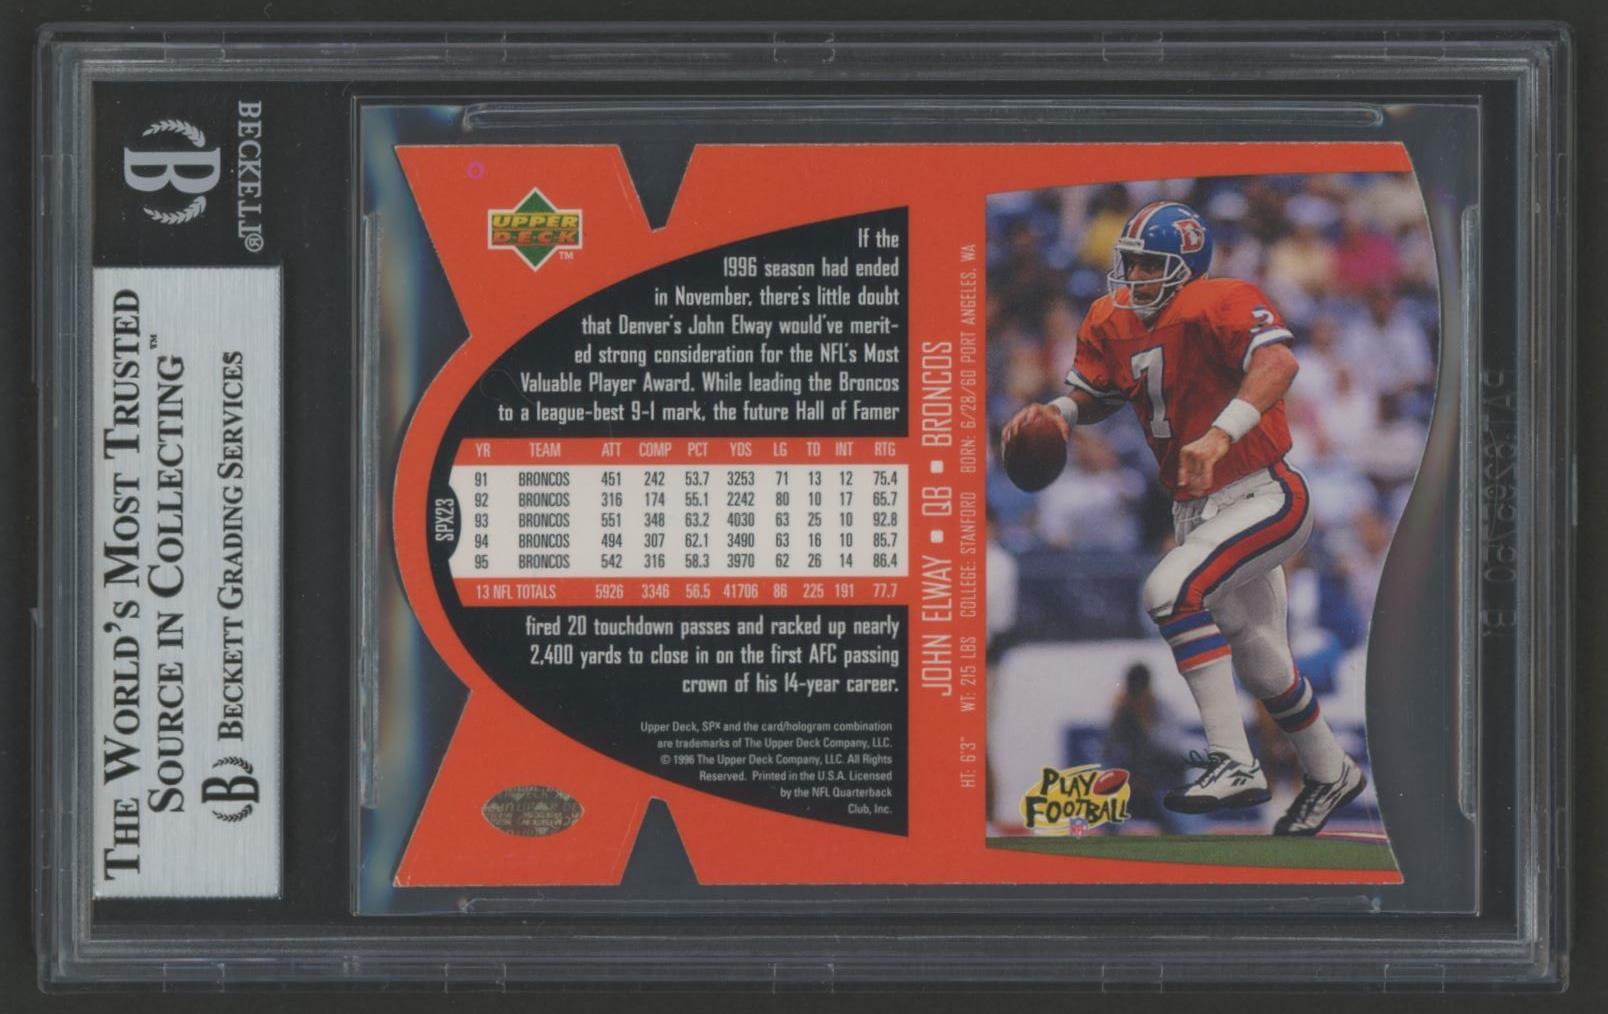 BECKETT®
B
THE WORLD'S MOST TRUSTED
SOURCE IN COLLECTING™
B BECKETT GRADING SERVICES
UPPER
DECK
TM
If the
1996 season had ended
in November, there's little doubt
that Denver's John Elway would've merit-
ed strong consideration for the NFL's Most
Valuable Player Award. While leading the Broncos
to a league-best 9-1 mark, the future Hall of Famer
YR TEAM ATT COMP PCT YDS LG TD INT RTG
91 BRONCOS 451 242 53.7 3253 71 13 12 75.4
92 BRONCOS 316 174 55.1 2242 80 10 17 65.7
93 BRONCOS 551 348 63.2 4030 63 25 10 92.8
94 BRONCOS 494 307 62.1 3490 63 16 10 85.7
95 BRONCOS 542 316 58.3 3970 62 26 14 86.4
13 NFL TOTALS 5926 3346 56.5 41706 86 225 191 77.7
SPX23
fired 20 touchdown passes and racked up nearly
2,400 yards to close in on the first AFC passing
crown of his 14-year career.
Upper Deck, SPx and the card/hologram combination
are trademarks of The Upper Deck Company, LLC.
© 1996 The Upper Deck Company, LLC. All Rights
Reserved. Printed in the U.S.A. Licensed
by the NFL Quarterback
Club, Inc.
JOHN ELWAY ▪ QB ▪ BRONCOS
HT: 6'3" WT: 215 LBS COLLEGE: STANFORD BORN: 6/28/60 PORT ANGELES, WA
D
7
7
PLAY
FOOTBALL
NFL